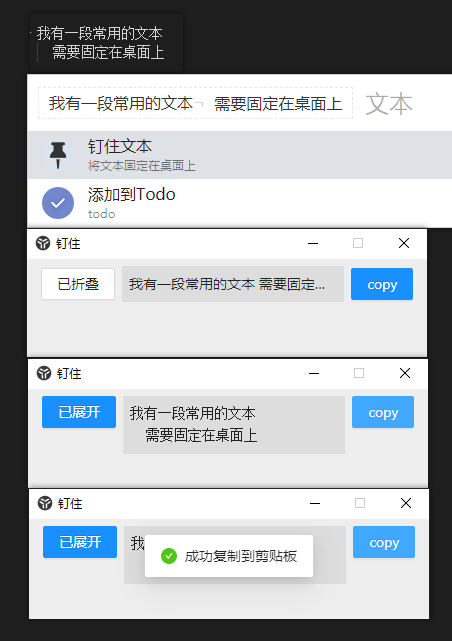 我有一段常用的文本
需要固定在桌面上
我有一段常用的文本¬ 需要固定在桌面上 文本
钉住文本
将文本固定在桌面上
添加到Todo
todo
钉住
已折叠 我有一段常用的文本 需要固定... copy
钉住
已展开 我有一段常用的文本 copy
需要固定在桌面上
钉住
已展开 我 copy
成功复制到剪贴板